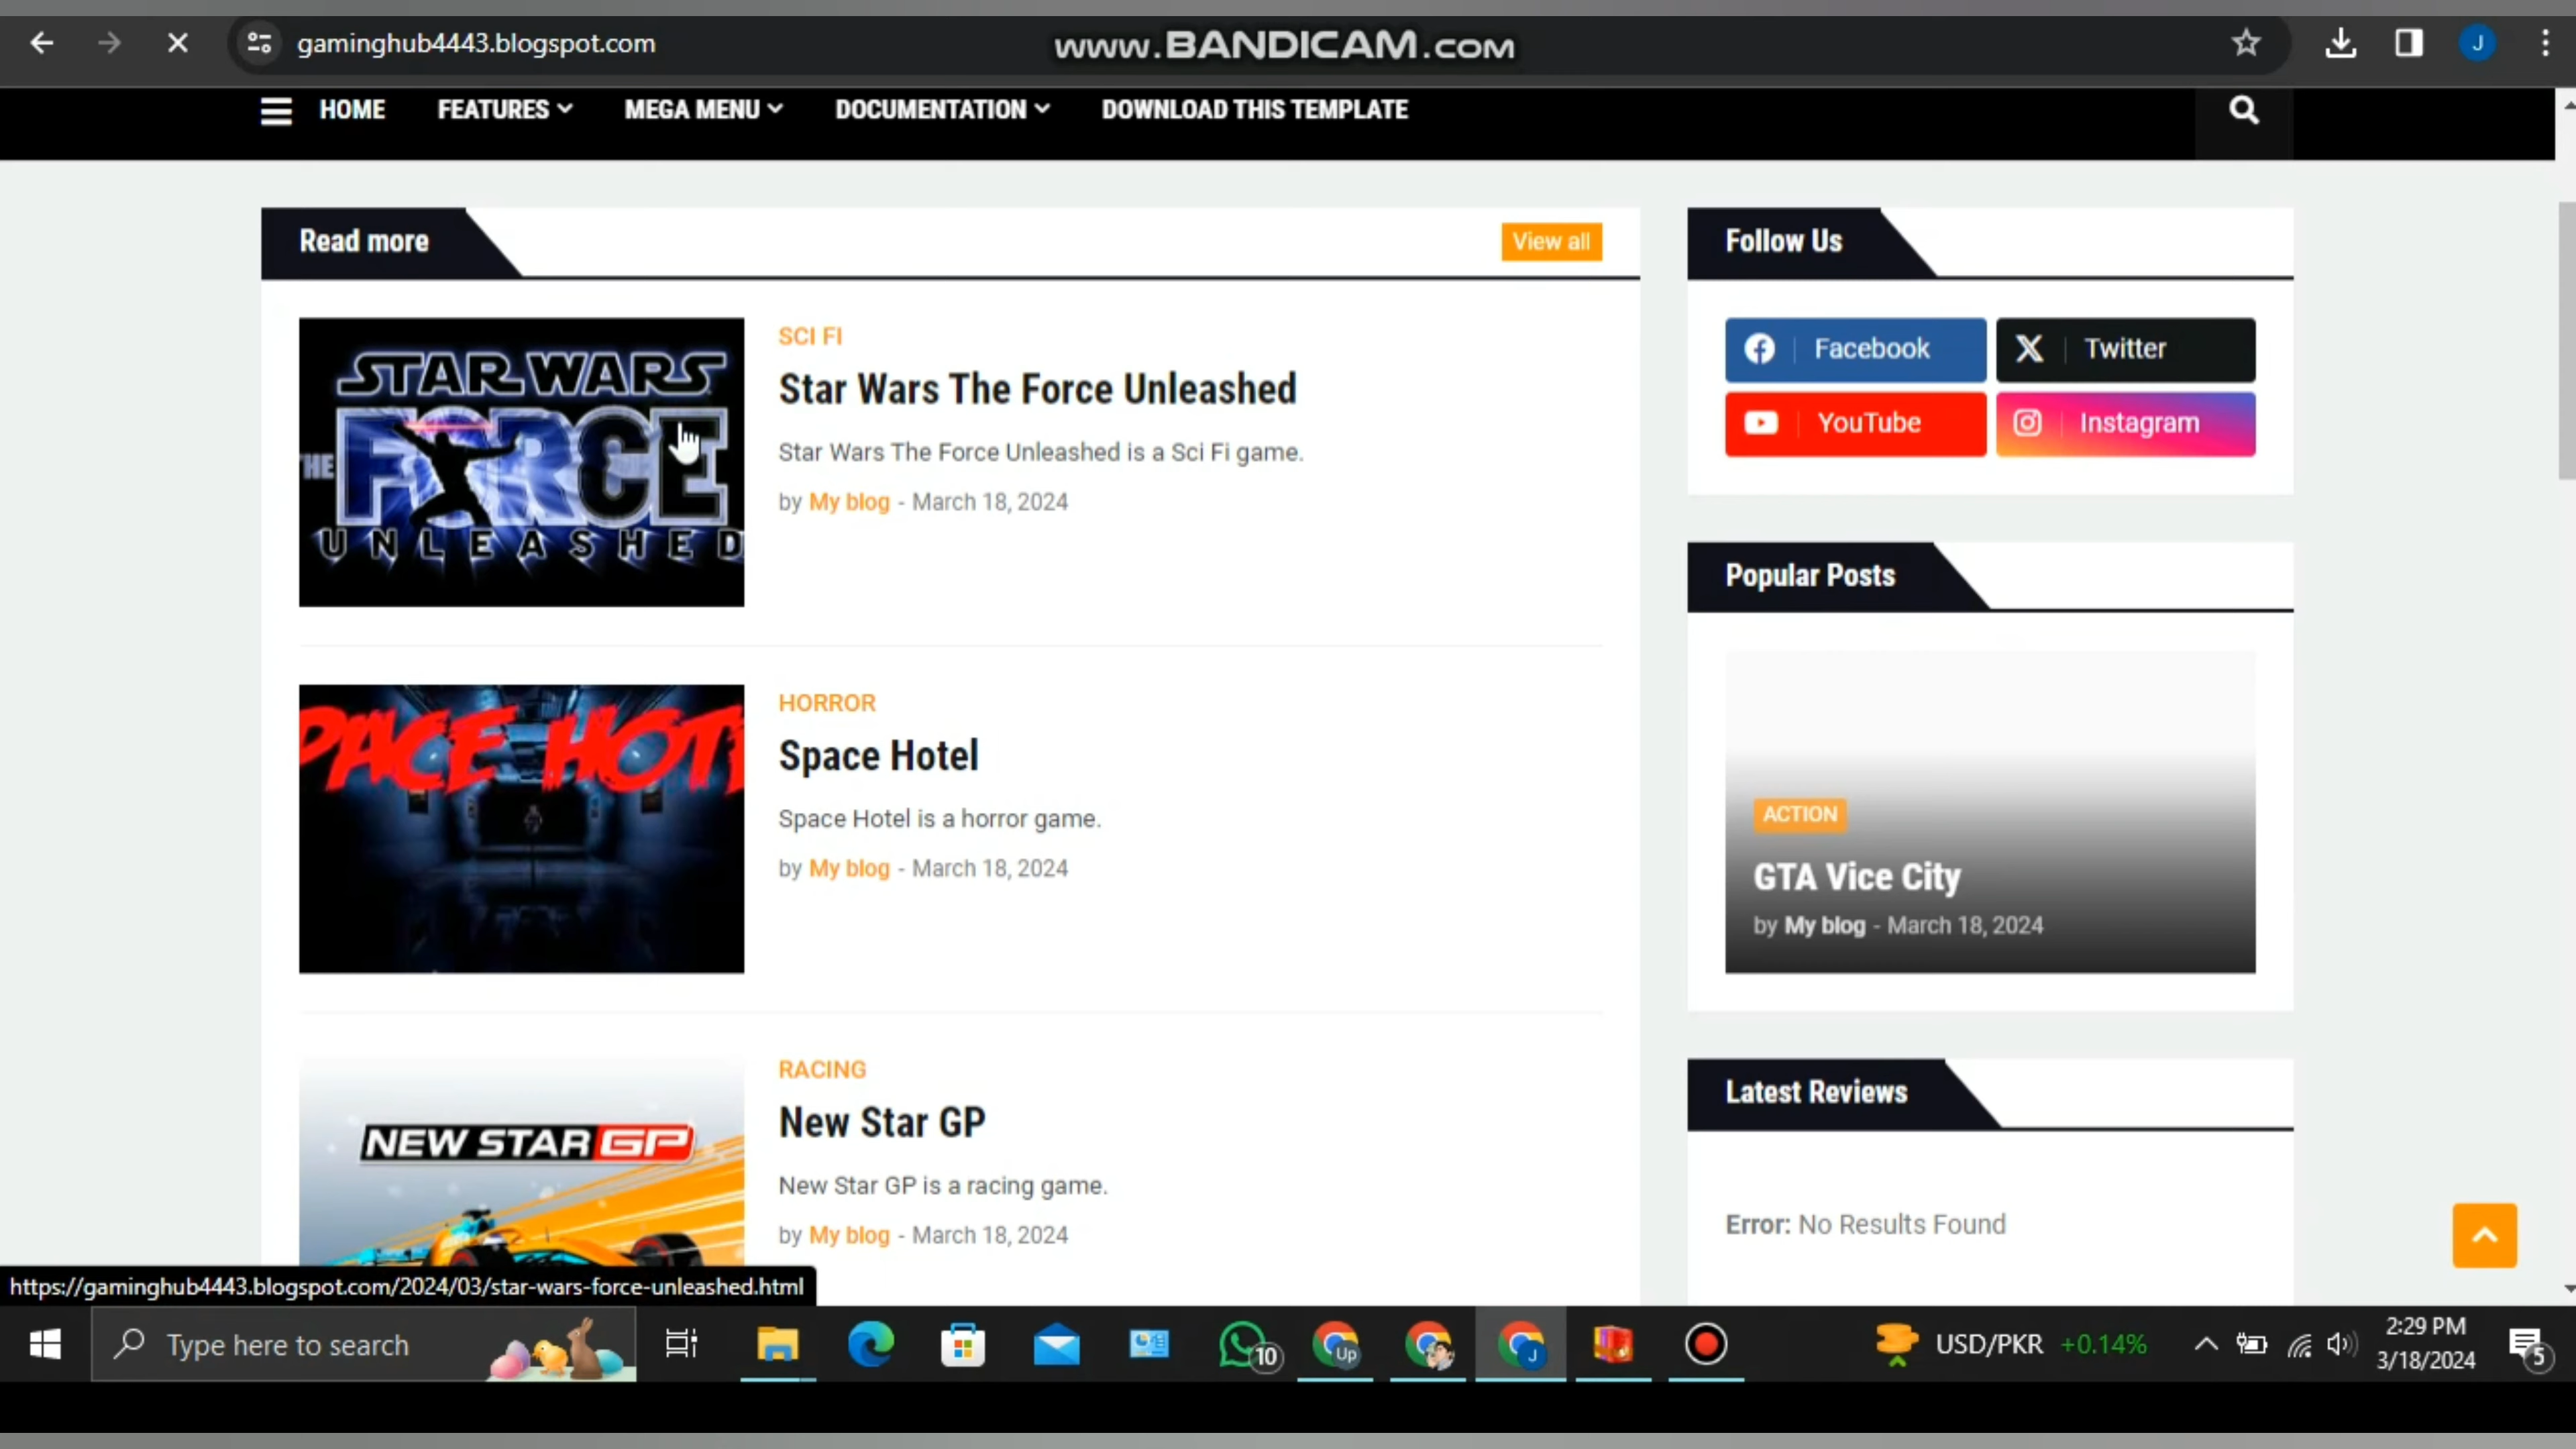 gaminghub4443.blogspot.com
www.BANDICAM.com
J
HOME FEATURES MEGA MENU DOCUMENTATION DOWNLOAD THIS TEMPLATE
Read more
View all
STAR WARS
THE FORCE
UNLEASHED
SCI FI
Star Wars The Force Unleashed
Star Wars The Force Unleashed is a Sci Fi game.
by My blog - March 18, 2024
PACE HOT
HORROR
Space Hotel
Space Hotel is a horror game.
by My blog - March 18, 2024
NEW STAR GP
RACING
New Star GP
New Star GP is a racing game.
by My blog - March 18, 2024
Follow Us
Facebook
Twitter
YouTube
Instagram
Popular Posts
ACTION
GTA Vice City
by My blog - March 18, 2024
Latest Reviews
Error: No Results Found
https://gaminghub4443.blogspot.com/2024/03/star-wars-force-unleashed.html
Type here to search
10
Up
J
USD/PKR +0.14%
2:29 PM
3/18/2024
5